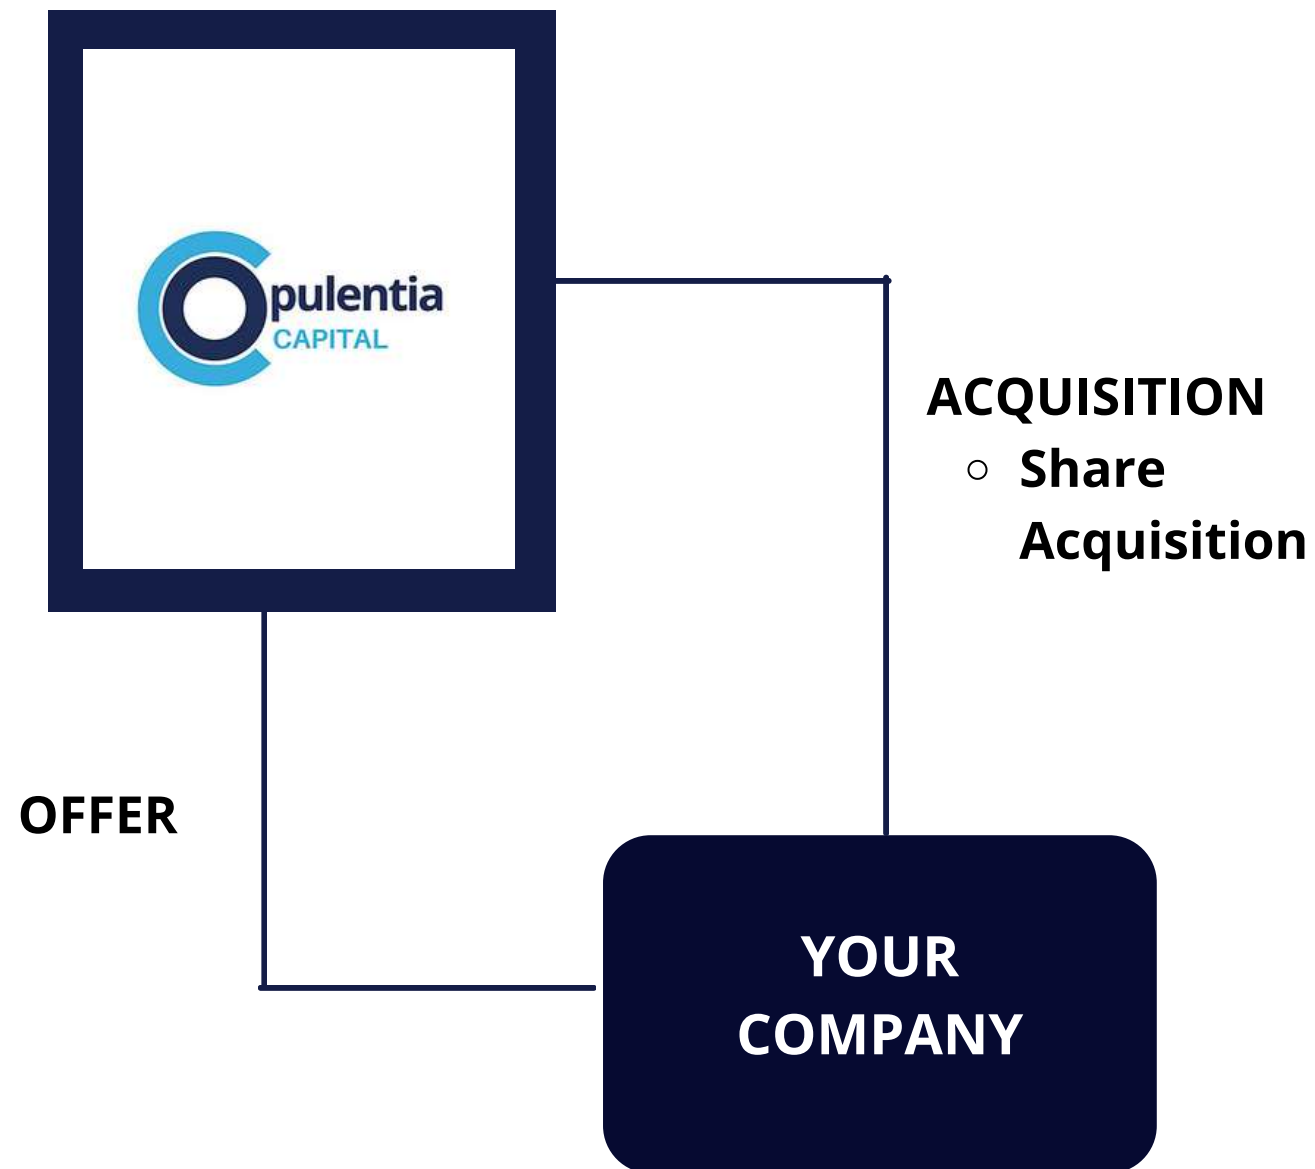 Opulentia
CAPITAL
ACQUISITION
○ Share
Acquisition
OFFER
YOUR
COMPANY